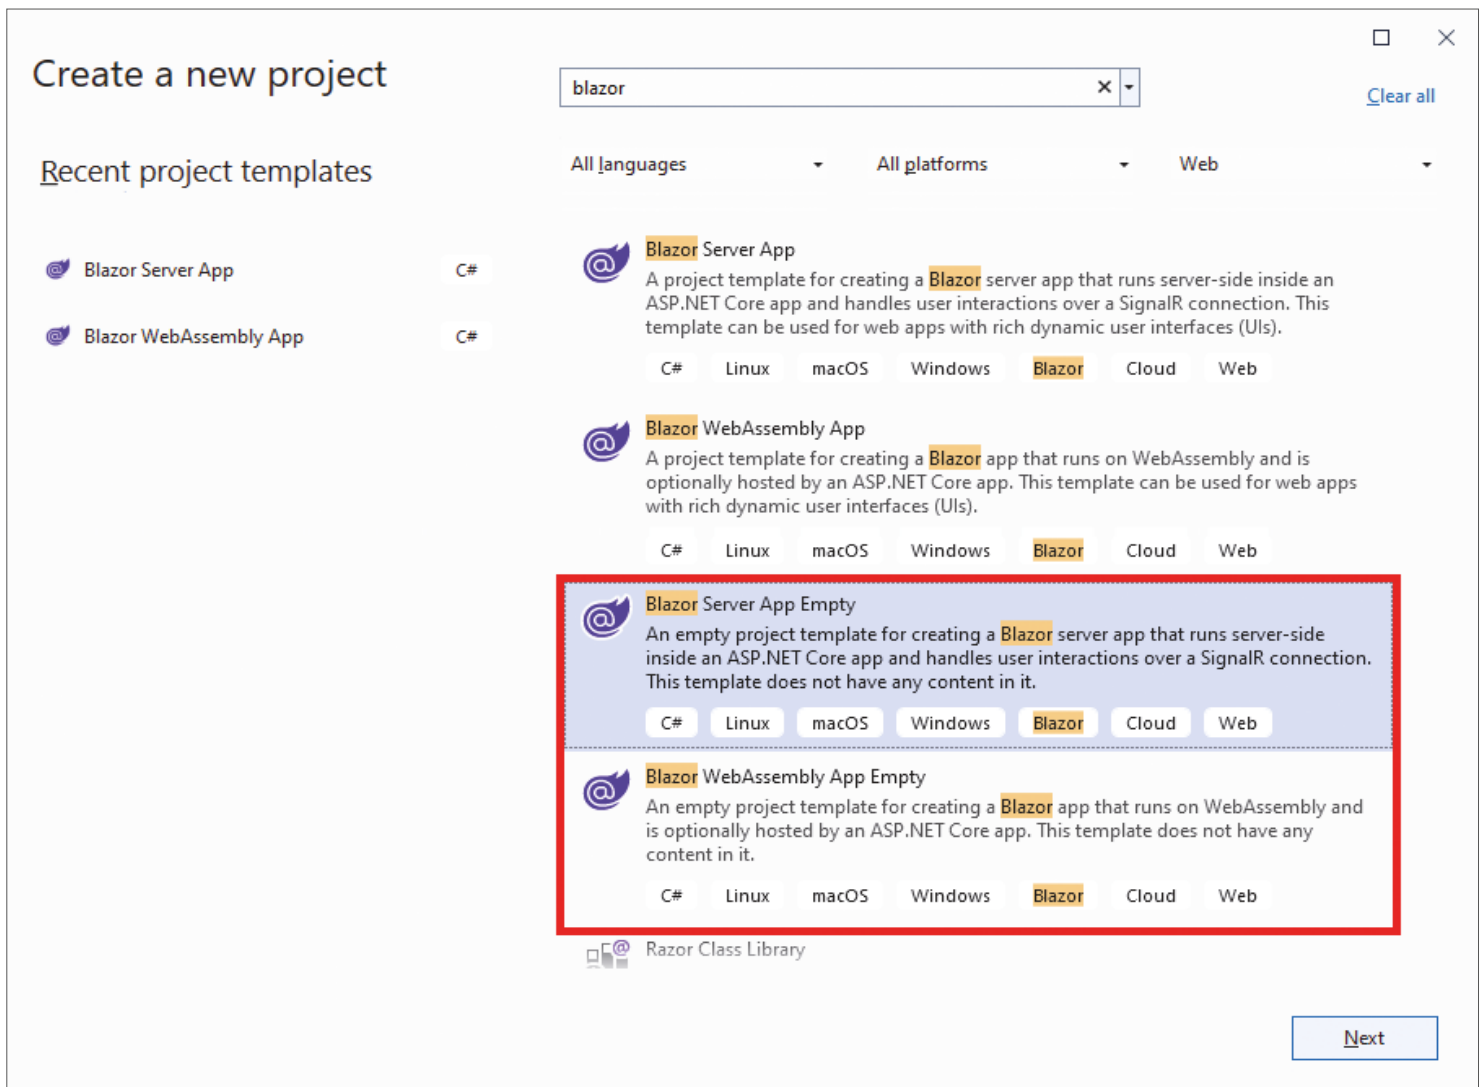 Create a new project
blazor
Clear all
Recent project templates
All languages
All platforms
Web
Blazor Server App
C#
Blazor WebAssembly App
C#
Blazor Server App
A project template for creating a Blazor server app that runs server-side inside an
ASP.NET Core app and handles user interactions over a SignalR connection. This
template can be used for web apps with rich dynamic user interfaces (UIs).
C# Linux macOS Windows Blazor Cloud Web
Blazor WebAssembly App
A project template for creating a Blazor app that runs on WebAssembly and is
optionally hosted by an ASP.NET Core app. This template can be used for web apps
with rich dynamic user interfaces (UIs).
C# Linux macOS Windows Blazor Cloud Web
Blazor Server App Empty
An empty project template for creating a Blazor server app that runs server-side
inside an ASP.NET Core app and handles user interactions over a SignalR connection.
This template does not have any content in it.
C# Linux macOS Windows Blazor Cloud Web
Blazor WebAssembly App Empty
An empty project template for creating a Blazor app that runs on WebAssembly and
is optionally hosted by an ASP.NET Core app. This template does not have any
content in it.
C# Linux macOS Windows Blazor Cloud Web
Razor Class Library
Next